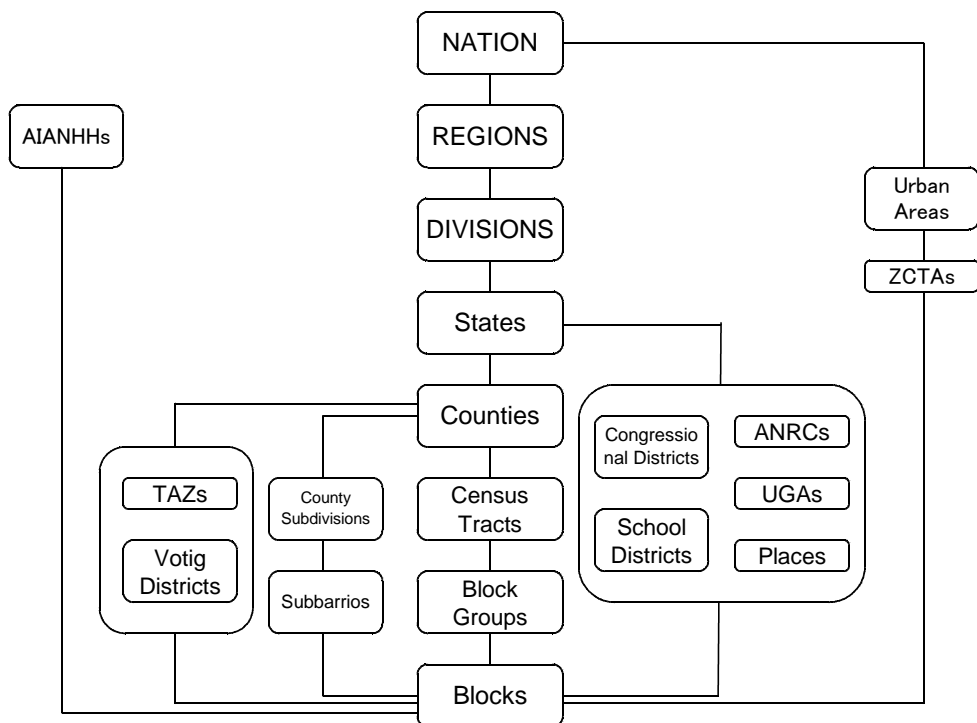 NATION
AIANHHs
REGIONS
Urban
Areas
DIVISIONS
ZCTAs
States
Counties
Congressio
nal Districts
ANRCs
TAZs
County
Subdivisions
Census
Tracts
UGAs
School
Districts
Votig
Districts
Places
Subbarrios
Block
Groups
Blocks